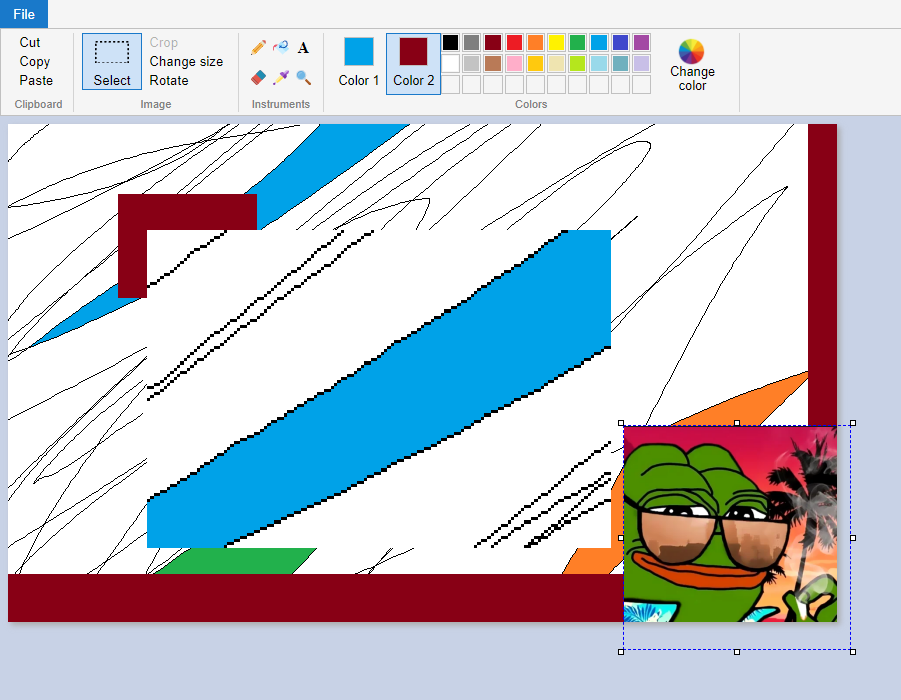 File
Cut
Copy
Paste
Clipboard
Select
Crop
Change size
Rotate
Image
A
Instruments
Color 1
Color 2
Colors
Change
color